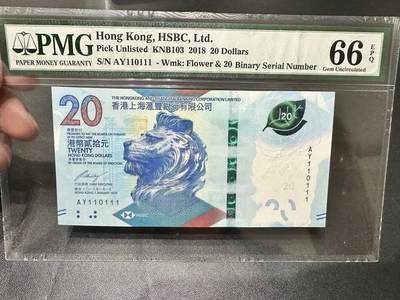 PMG
PAPER MONEY GUARANTY
Hong Kong, HSBC, Ltd.
Pick Unlisted KNB103 2018 20 Dollars
S/N AY110111 - Wmk: Flower & 20 Binary Serial Number
66 EPQ
Gem Uncirculated
THE HONGKONG AND SHANGHAI BANKING CORPORATION LIMITED
20
香港上海滙豐銀行有限公司
港幣貳拾元
TWENTY
HONG KONG DOLLARS
20
AY110111
20
AY110111
HSBC
20